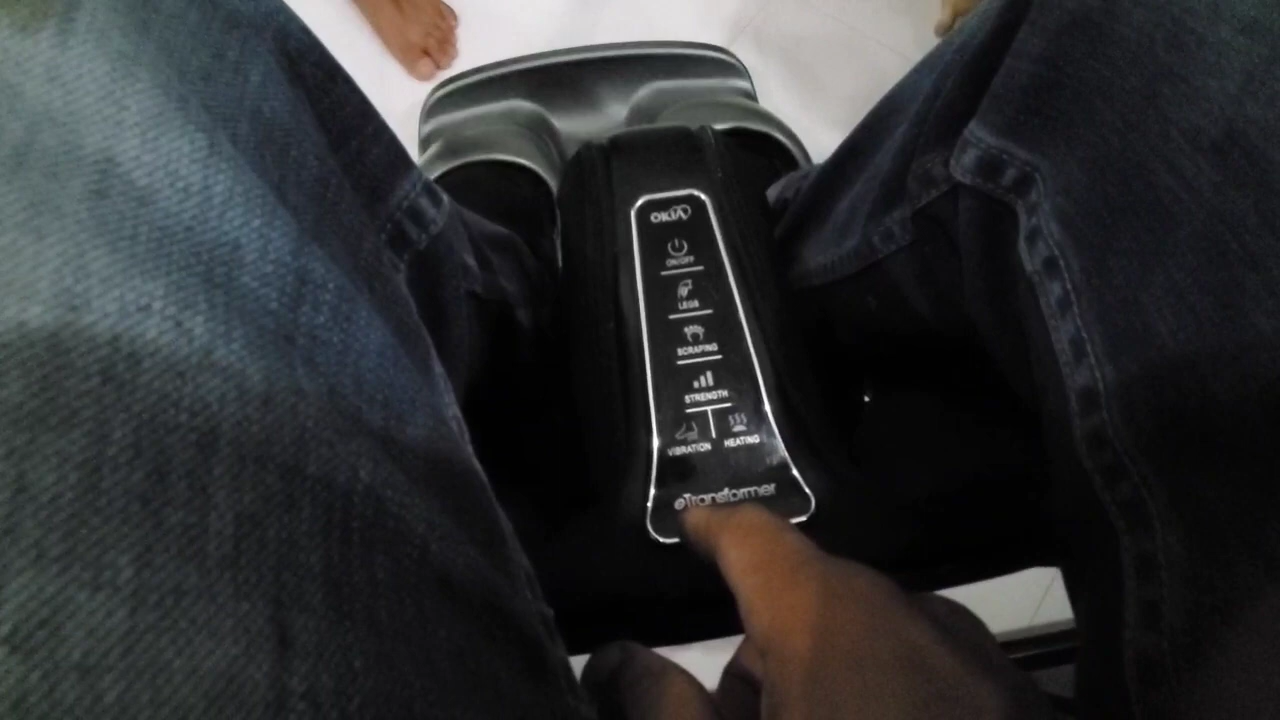 OKIA
ON/OFF
LEGS
SCRAPING
STRENGTH
VIBRATION HEATING
eTransformer